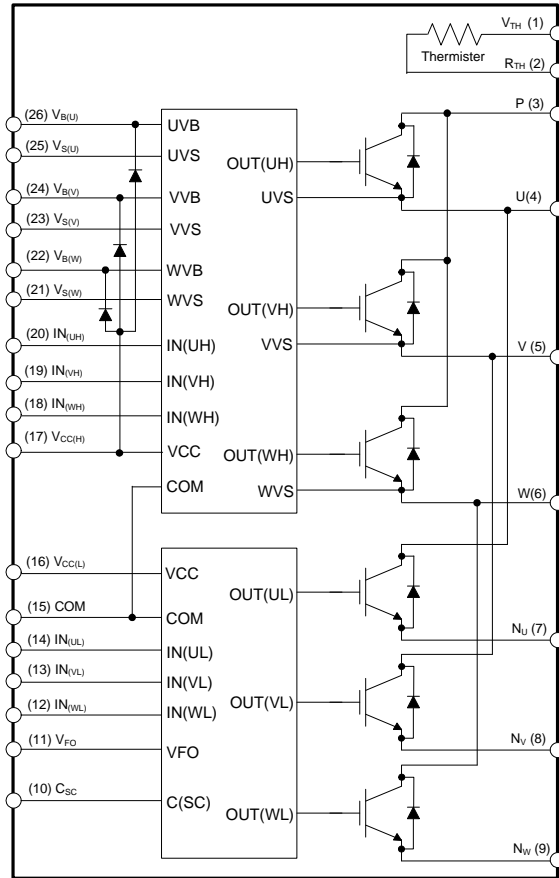 VTH (1)
Thermister
RTH (2)
P (3)
(26) VB(U)
UVB
(25) VS(U)
UVS
OUT(UH)
(24) VB(V)
VVB
UVS
U(4)
(23) VS(V)
VVS
(22) VB(W)
WVB
(21) VS(W)
WVS
OUT(VH)
(20) IN(UH)
IN(UH)
VVS
V (5)
(19) IN(VH)
IN(VH)
(18) IN(WH)
IN(WH)
(17) VCC(H)
VCC
OUT(WH)
COM
WVS
W(6)
(16) VCC(L)
VCC
OUT(UL)
(15) COM
COM
NU (7)
(14) IN(UL)
IN(UL)
(13) IN(VL)
IN(VL)
OUT(VL)
(12) IN(WL)
IN(WL)
(11) VFO
VFO
NV (8)
(10) CSC
C(SC)
OUT(WL)
NW (9)